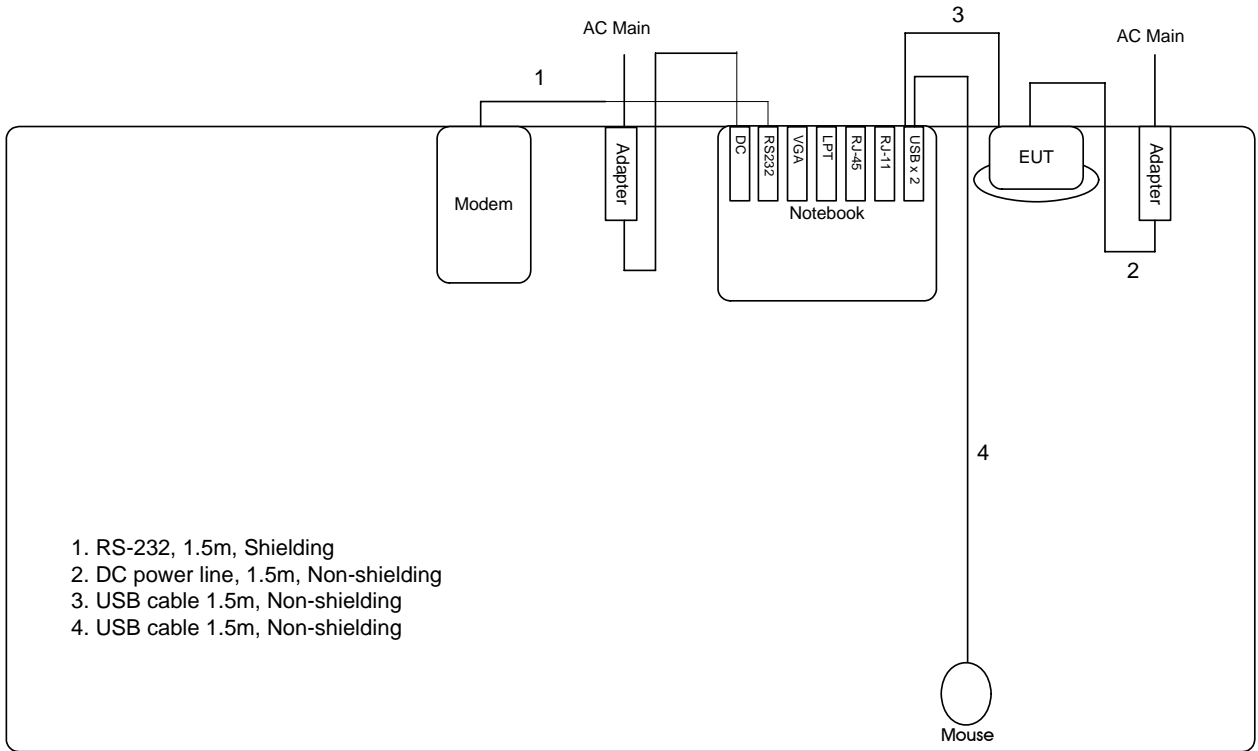 3
AC Main
AC Main
1
DC
RS232
VGA
LPT
RJ-45
RJ-11
USB x 2
Adapter
EUT
Adapter
Modem
Notebook
2
4
1. RS-232, 1.5m, Shielding
2. DC power line, 1.5m, Non-shielding
3. USB cable 1.5m, Non-shielding
4. USB cable 1.5m, Non-shielding
Mouse